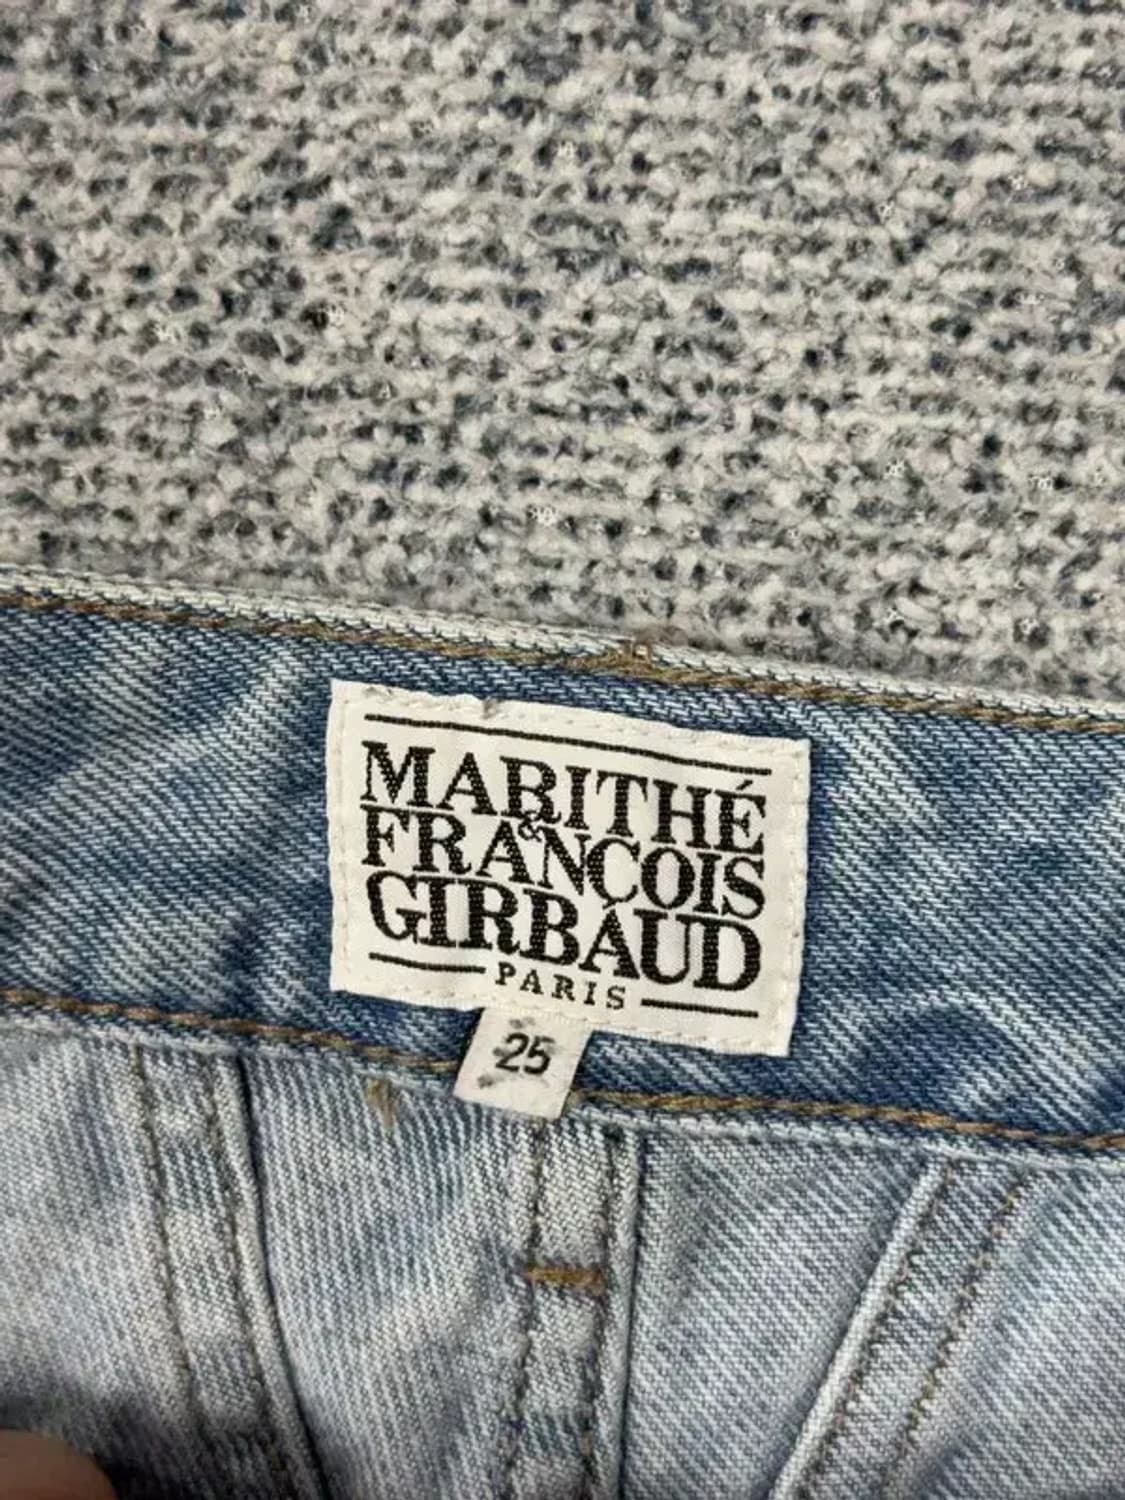 MARITHÉ
&
FRANÇOIS
GIRBAUD
PARIS
25